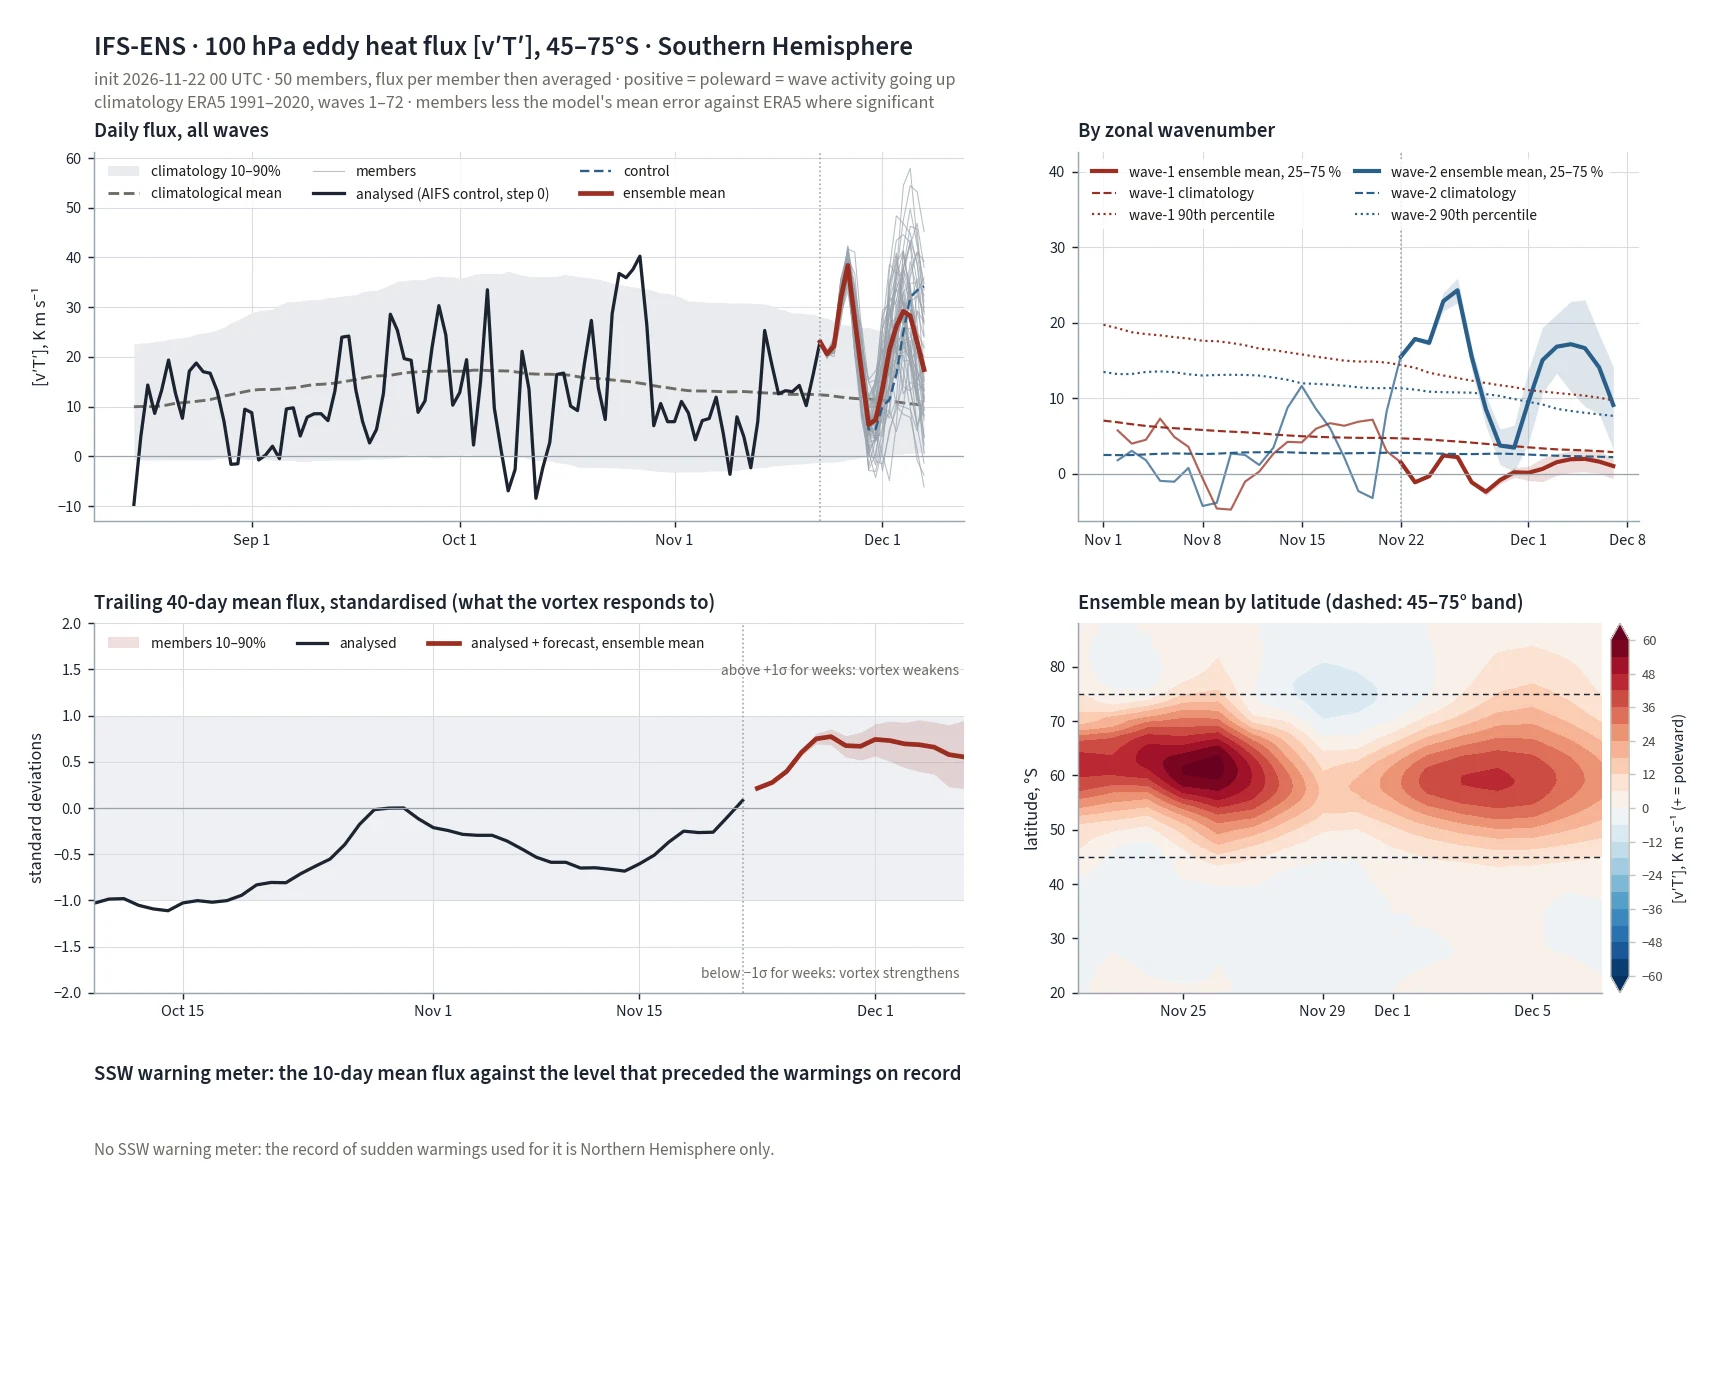 IFS-ENS · 100 hPa eddy heat flux [v′T′], 45–75°S · Southern Hemisphere
init 2026-11-22 00 UTC · 50 members, flux per member then averaged · positive = poleward = wave activity going up
climatology ERA5 1991–2020, waves 1–72 · members less the model's mean error against ERA5 where significant
Daily flux, all waves
climatology 10–90%
members
control
climatological mean
analysed (AIFS control, step 0)
ensemble mean
60
50
40
30
20
10
0
−10
[v′T′], K m s⁻¹
Sep 1
Oct 1
Nov 1
Dec 1
By zonal wavenumber
wave-1 ensemble mean, 25–75 %
wave-2 ensemble mean, 25–75 %
wave-1 climatology
wave-2 climatology
wave-1 90th percentile
wave-2 90th percentile
40
30
20
10
0
Nov 1
Nov 8
Nov 15
Nov 22
Dec 1
Dec 8
Trailing 40-day mean flux, standardised (what the vortex responds to)
members 10–90%
analysed
analysed + forecast, ensemble mean
above +1σ for weeks: vortex weakens
below −1σ for weeks: vortex strengthens
2.0
1.5
1.0
0.5
0.0
−0.5
−1.0
−1.5
−2.0
standard deviations
Oct 15
Nov 1
Nov 15
Dec 1
Ensemble mean by latitude (dashed: 45–75° band)
80
70
60
50
40
30
20
latitude, °S
Nov 25
Nov 29
Dec 1
Dec 5
60
48
36
24
12
0
−12
−24
−36
−48
−60
[v′T′], K m s⁻¹ (+ = poleward)
SSW warning meter: the 10-day mean flux against the level that preceded the warmings on record
No SSW warning meter: the record of sudden warmings used for it is Northern Hemisphere only.